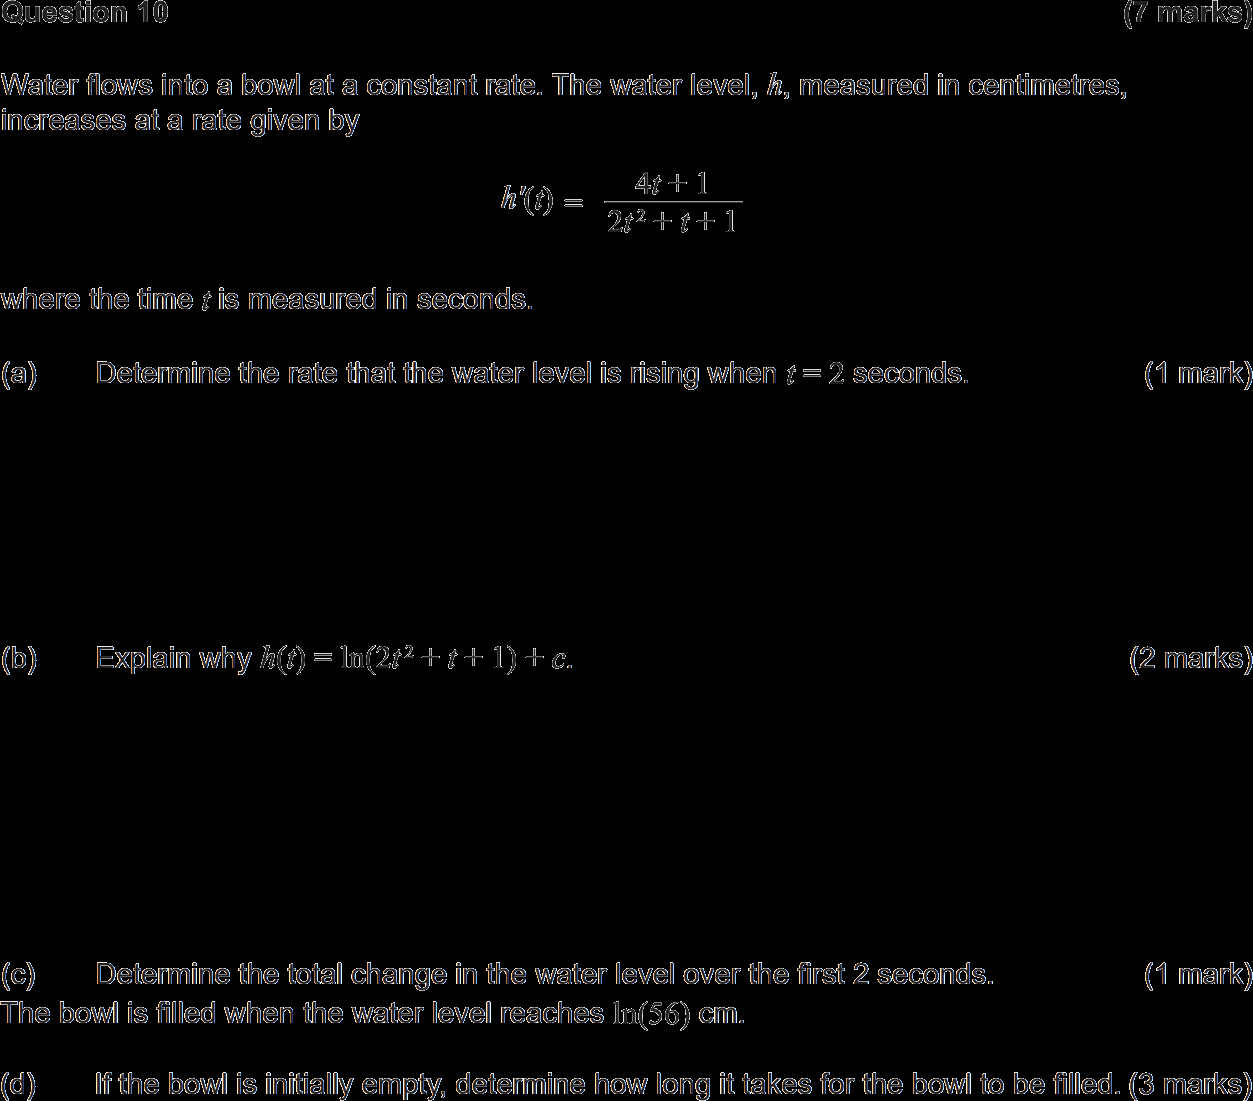 Question 10 (7 marks)
Water flows into a bowl at a constant rate. The water level, h, measured in centimetres,
increases at a rate given by
h'(t) = (4t + 1)/(2t² + t + 1)
where the time t is measured in seconds.
(a) Determine the rate that the water level is rising when t = 2 seconds. (1 mark)
(b) Explain why h(t) = ln(2t² + t + 1) + c. (2 marks)
(c) Determine the total change in the water level over the first 2 seconds. (1 mark)
The bowl is filled when the water level reaches ln(56) cm.
(d) If the bowl is initially empty, determine how long it takes for the bowl to be filled. (3 marks)